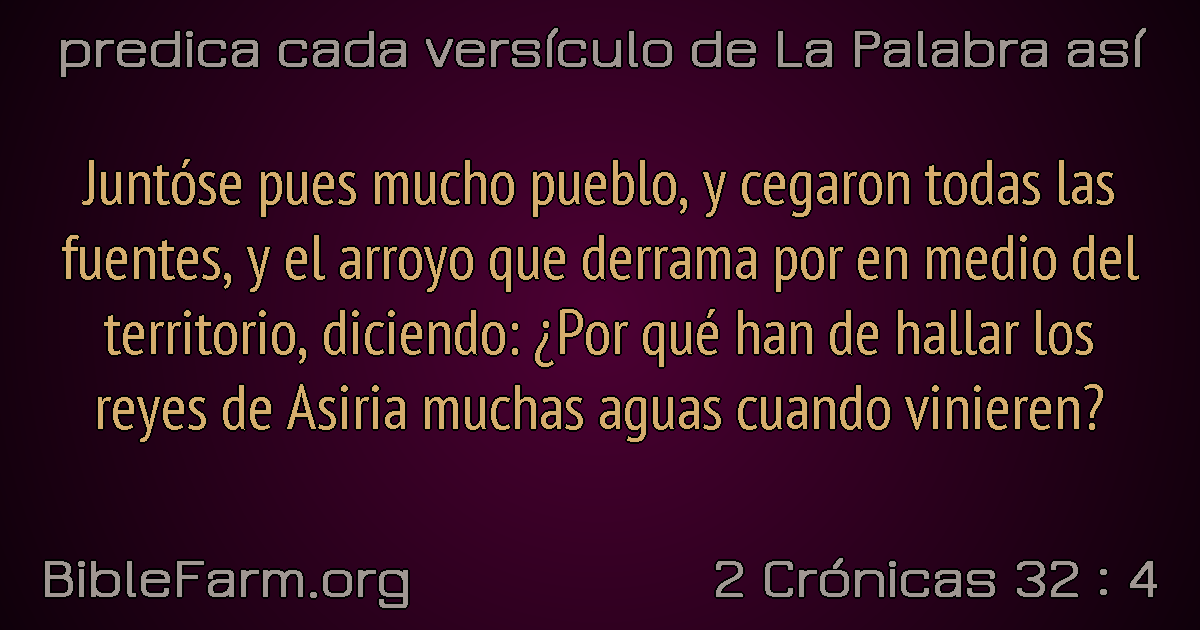 predica cada versículo de La Palabra así
Juntóse pues mucho pueblo, y cegaron todas las
fuentes, y el arroyo que derrama por en medio del
territorio, diciendo: ¿Por qué han de hallar los
reyes de Asiria muchas aguas cuando vinieren?
BibleFarm.org
2 Crónicas 32 : 4